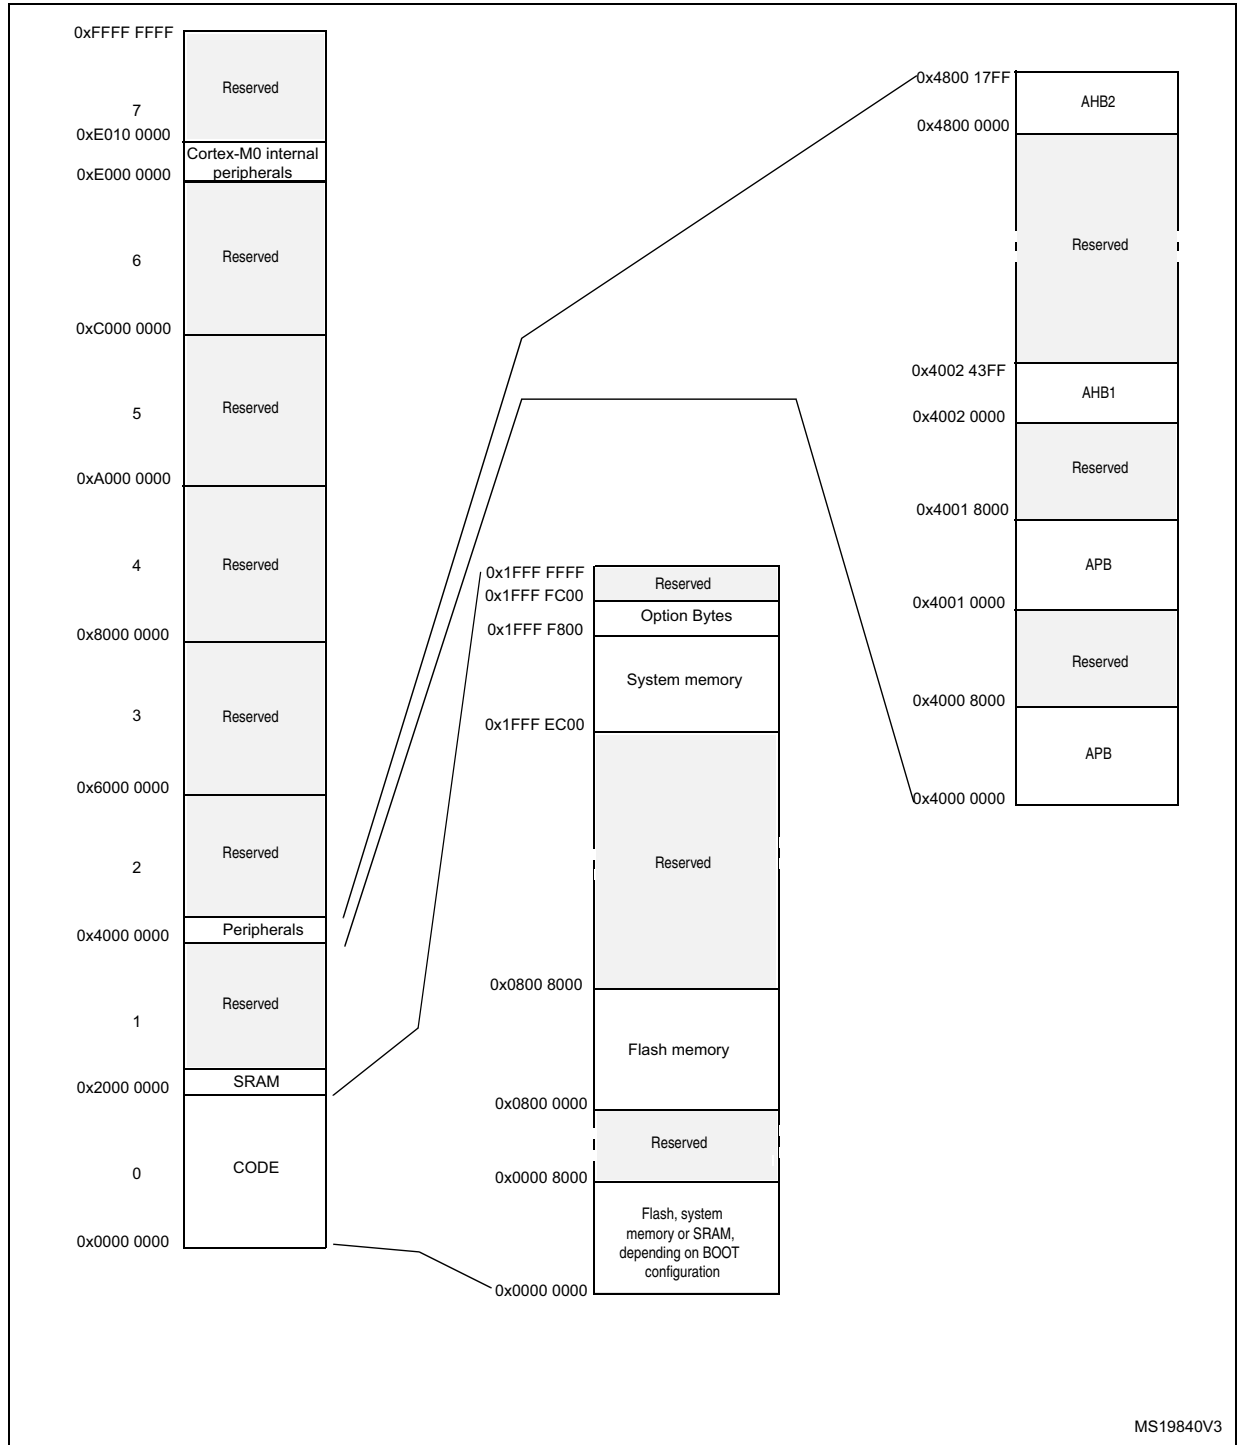 0xFFFF FFFF
Reserved
7
0xE010 0000
Cortex-M0 internal
peripherals
0xE000 0000
Reserved
6
0xC000 0000
Reserved
5
0xA000 0000
Reserved
4
0x8000 0000
Reserved
3
0x6000 0000
Reserved
2
Peripherals
0x4000 0000
Reserved
1
SRAM
0x2000 0000
CODE
0
0x0000 0000
0x1FFF FFFF
Reserved
0x1FFF FC00
Option Bytes
0x1FFF F800
System memory
0x1FFF EC00
Reserved
0x0800 8000
Flash memory
0x0800 0000
Reserved
0x0000 8000
Flash, system
memory or SRAM,
depending on BOOT
configuration
0x0000 0000
0x4800 17FF
AHB2
0x4800 0000
Reserved
0x4002 43FF
AHB1
0x4002 0000
Reserved
0x4001 8000
APB
0x4001 0000
Reserved
0x4000 8000
APB
0x4000 0000
MS19840V3